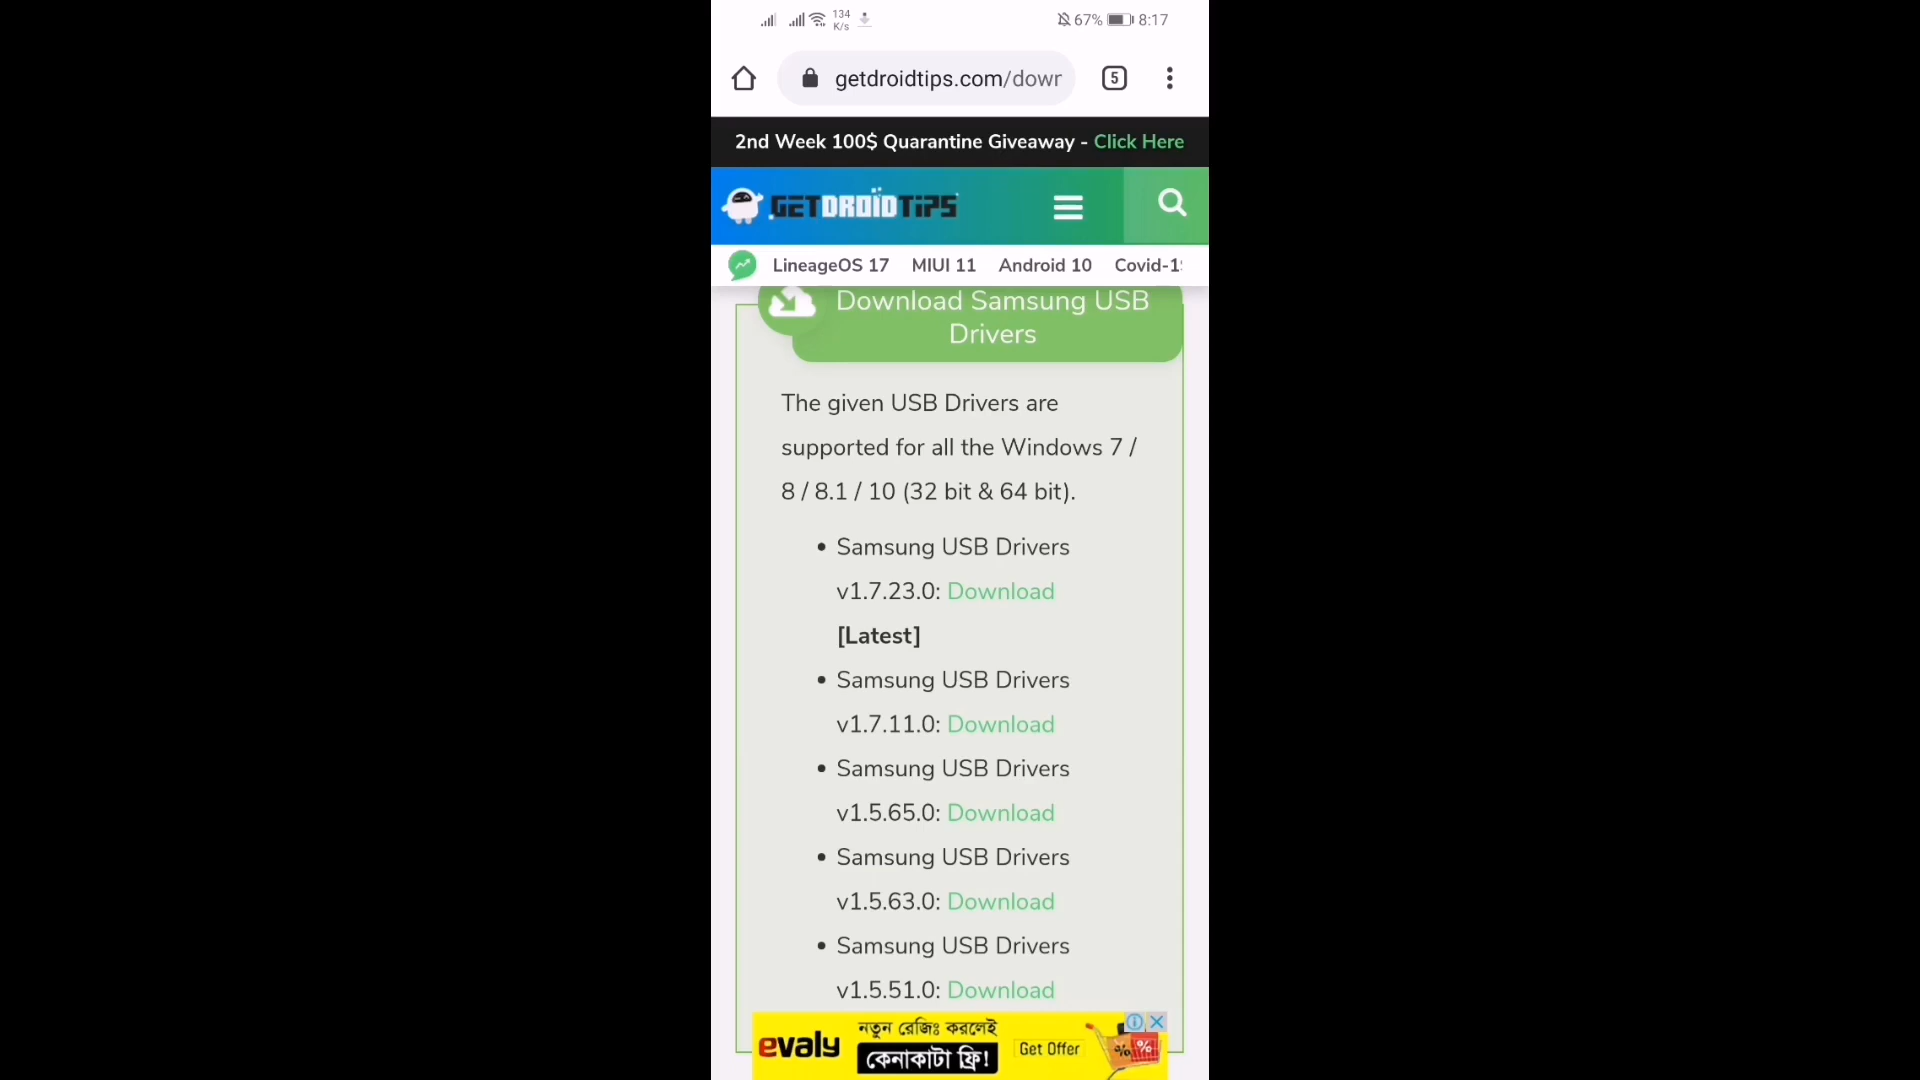 134
K/s
67%
8:17
getdroidtips.com/dowr
5
2nd Week 100$ Quarantine Giveaway - Click Here
GETDROIDTIPS
LineageOS 17 MIUI 11 Android 10 Covid-19
Download Samsung USB
Drivers
The given USB Drivers are
supported for all the Windows 7 /
8 / 8.1 / 10 (32 bit & 64 bit).
• Samsung USB Drivers
v1.7.23.0: Download
[Latest]
• Samsung USB Drivers
v1.7.11.0: Download
• Samsung USB Drivers
v1.5.65.0: Download
• Samsung USB Drivers
v1.5.63.0: Download
• Samsung USB Drivers
v1.5.51.0: Download
evaly
নতুন রেজিঃ করলেই
কেনাকাটা ফ্রি!
Get Offer
% %